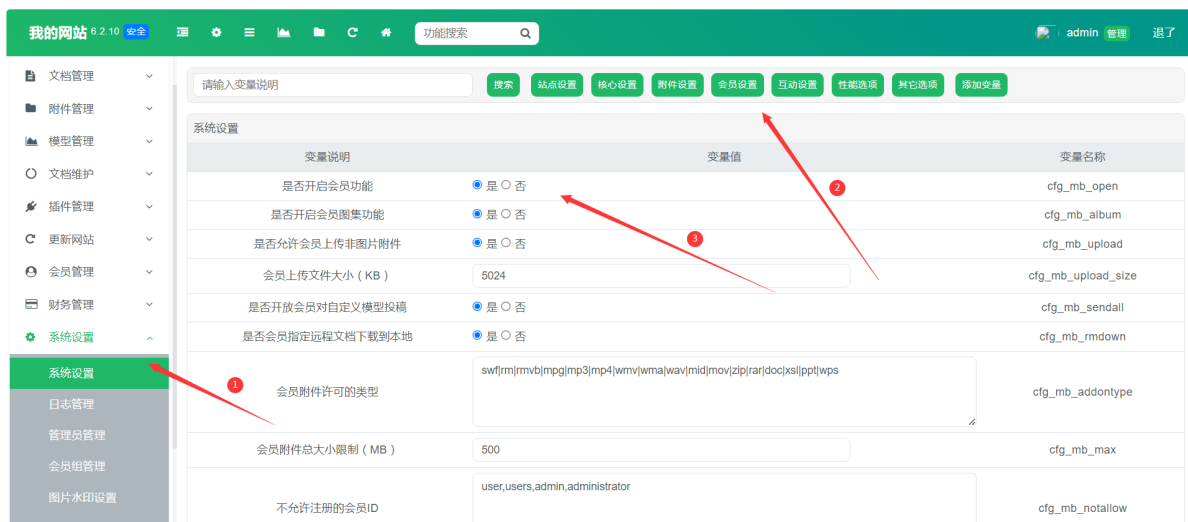 我的网站 6.2.10 安全 功能搜索 admin 管理 退了
文档管理
附件管理
模型管理
文档维护
插件管理
更新网站
会员管理
财务管理
系统设置
系统设置
日志管理
管理员管理
会员组管理
图片水印设置
请输入变量说明 搜索 站点设置 核心设置 附件设置 会员设置 互动设置 性能选项 其它选项 添加变量
系统设置
变量说明 变量值 变量名称
是否开启会员功能 是 否 cfg_mb_open
是否开启会员图集功能 是 否 cfg_mb_album
是否允许会员上传非图片附件 是 否 cfg_mb_upload
会员上传文件大小(KB) 5024 cfg_mb_upload_size
是否开放会员对自定义模型投稿 是 否 cfg_mb_sendall
是否会员指定远程文档下载到本地 是 否 cfg_mb_rmdown
会员附件许可的类型 swf|rm|rmvb|mpg|mp3|mp4|wmv|wma|wav|mid|mov|zip|rar|doc|xsl|ppt|wps cfg_mb_addontype
会员附件总大小限制(MB) 500 cfg_mb_max
不允许注册的会员ID user,users,admin,administrator cfg_mb_notallow
1
2
3